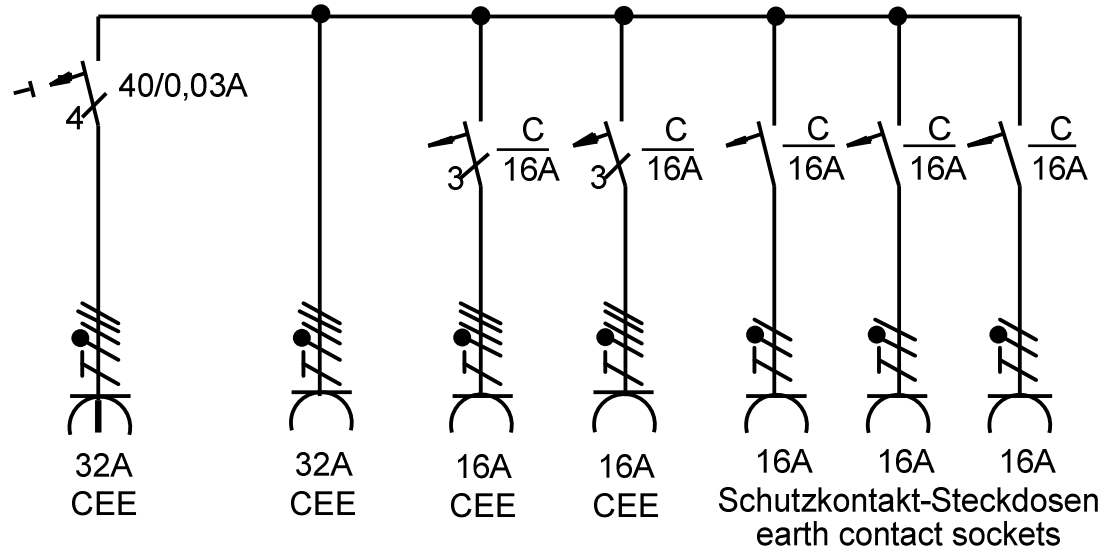 40/0,03A
4
C C C C C
16A 16A 16A 16A 16A
3 3
32A 32A 16A 16A 16A 16A 16A
CEE CEE CEE CEE
Schutzkontakt-Steckdosen
earth contact sockets